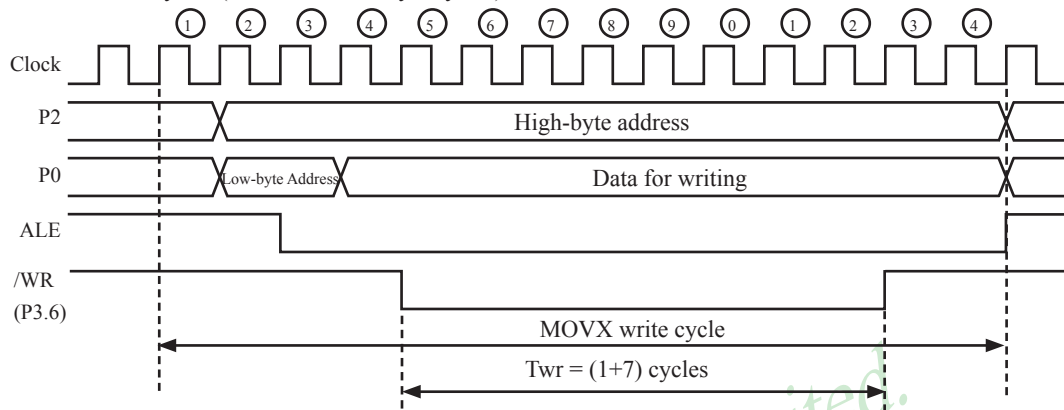 ① ② ③ ④ ⑤ ⑥ ⑦ ⑧ ⑨ ⓪ ① ② ③ ④
Clock
P2 High-byte address
P0 Low-byte Address Data for writing
ALE
/WR
(P3.6)
MOVX write cycle
Twr = (1+7) cycles